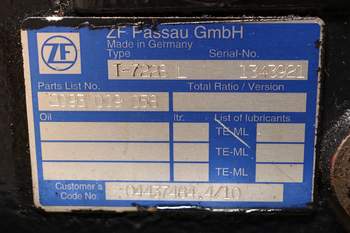 ZF
ZF Passau GmbH
Made in Germany
Type
Serial-No.
L
1343921
Parts List No.
Total Ratio / Version
Oil
ltr.
List of lubricants
TE-ML
TE-ML
TE-ML
Customer's
Code No.